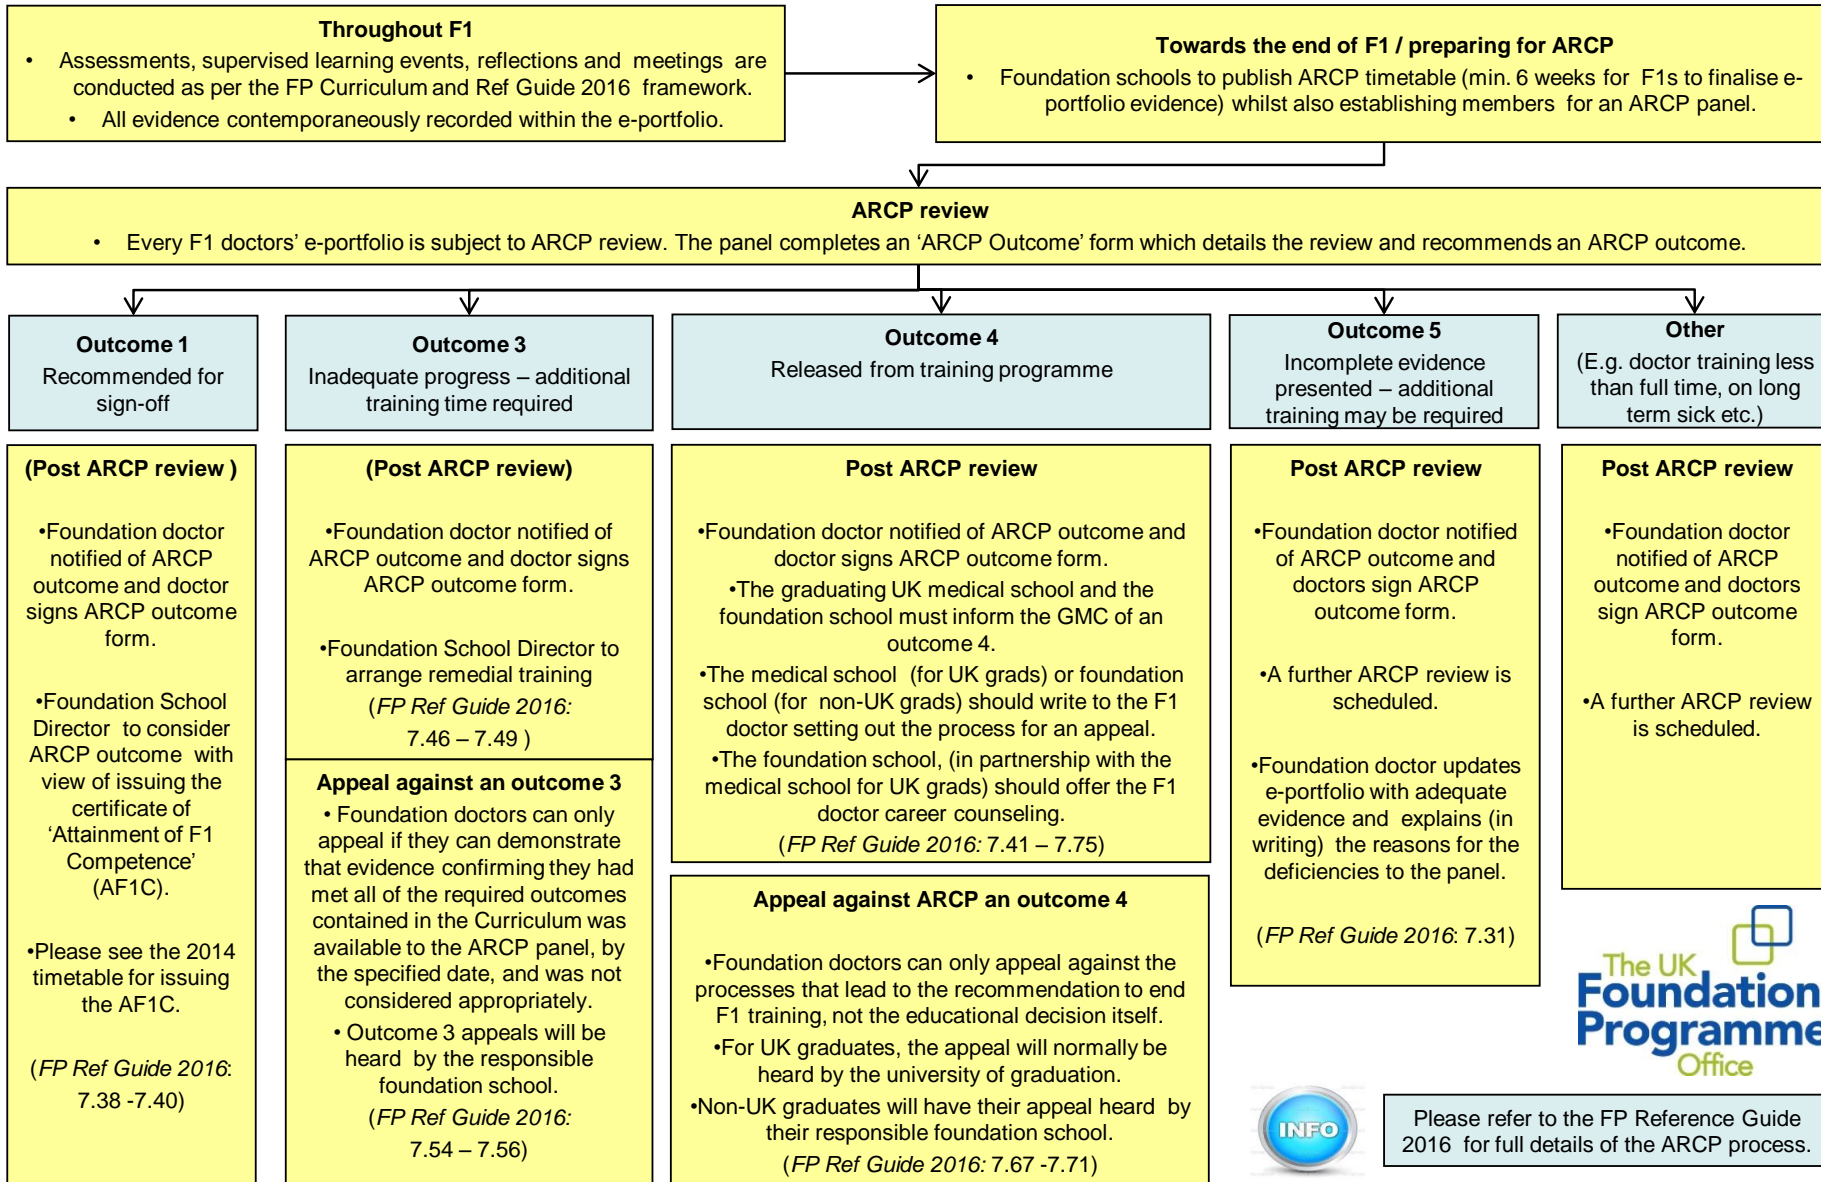 Throughout F1
• Assessments, supervised learning events, reflections and meetings are
conducted as per the FP Curriculum and Ref Guide 2016 framework.
• All evidence contemporaneously recorded within the e-portfolio.
Towards the end of F1 / preparing for ARCP
• Foundation schools to publish ARCP timetable (min. 6 weeks for F1s to finalise e-
portfolio evidence) whilst also establishing members for an ARCP panel.
ARCP review
• Every F1 doctors' e-portfolio is subject to ARCP review. The panel completes an 'ARCP Outcome' form which details the review and recommends an ARCP outcome.
Outcome 1
Recommended for
sign-off
Outcome 3
Inadequate progress – additional
training time required
Outcome 4
Released from training programme
Outcome 5
Incomplete evidence
presented – additional
training may be required
Other
(E.g. doctor training less
than full time, on long
term sick etc.)
(Post ARCP review )
•Foundation doctor
notified of ARCP
outcome and doctor
signs ARCP outcome
form.
•Foundation School
Director to consider
ARCP outcome with
view of issuing the
certificate of
'Attainment of F1
Competence'
(AF1C).
•Please see the 2014
timetable for issuing
the AF1C.
(FP Ref Guide 2016:
7.38 -7.40)
(Post ARCP review)
•Foundation doctor notified of
ARCP outcome and doctor signs
ARCP outcome form.
•Foundation School Director to
arrange remedial training
(FP Ref Guide 2016:
7.46 – 7.49 )
Appeal against an outcome 3
• Foundation doctors can only
appeal if they can demonstrate
that evidence confirming they had
met all of the required outcomes
contained in the Curriculum was
available to the ARCP panel, by
the specified date, and was not
considered appropriately.
• Outcome 3 appeals will be
heard by the responsible
foundation school.
(FP Ref Guide 2016:
7.54 – 7.56)
Post ARCP review
•Foundation doctor notified of ARCP outcome and
doctor signs ARCP outcome form.
•The graduating UK medical school and the
foundation school must inform the GMC of an
outcome 4.
•The medical school (for UK grads) or foundation
school (for non-UK grads) should write to the F1
doctor setting out the process for an appeal.
•The foundation school, (in partnership with the
medical school for UK grads) should offer the F1
doctor career counseling.
(FP Ref Guide 2016: 7.41 – 7.75)
Appeal against ARCP an outcome 4
•Foundation doctors can only appeal against the
processes that lead to the recommendation to end
F1 training, not the educational decision itself.
•For UK graduates, the appeal will normally be
heard by the university of graduation.
•Non-UK graduates will have their appeal heard by
their responsible foundation school.
(FP Ref Guide 2016: 7.67 -7.71)
Post ARCP review
•Foundation doctor notified
of ARCP outcome and
doctors sign ARCP
outcome form.
•A further ARCP review is
scheduled.
•Foundation doctor updates
e-portfolio with adequate
evidence and explains (in
writing) the reasons for the
deficiencies to the panel.
(FP Ref Guide 2016: 7.31)
Post ARCP review
•Foundation doctor
notified of ARCP
outcome and doctors
sign ARCP outcome
form.
•A further ARCP review
is scheduled.
The UK
Foundation
Programme
Office
INFO
Please refer to the FP Reference Guide
2016 for full details of the ARCP process.